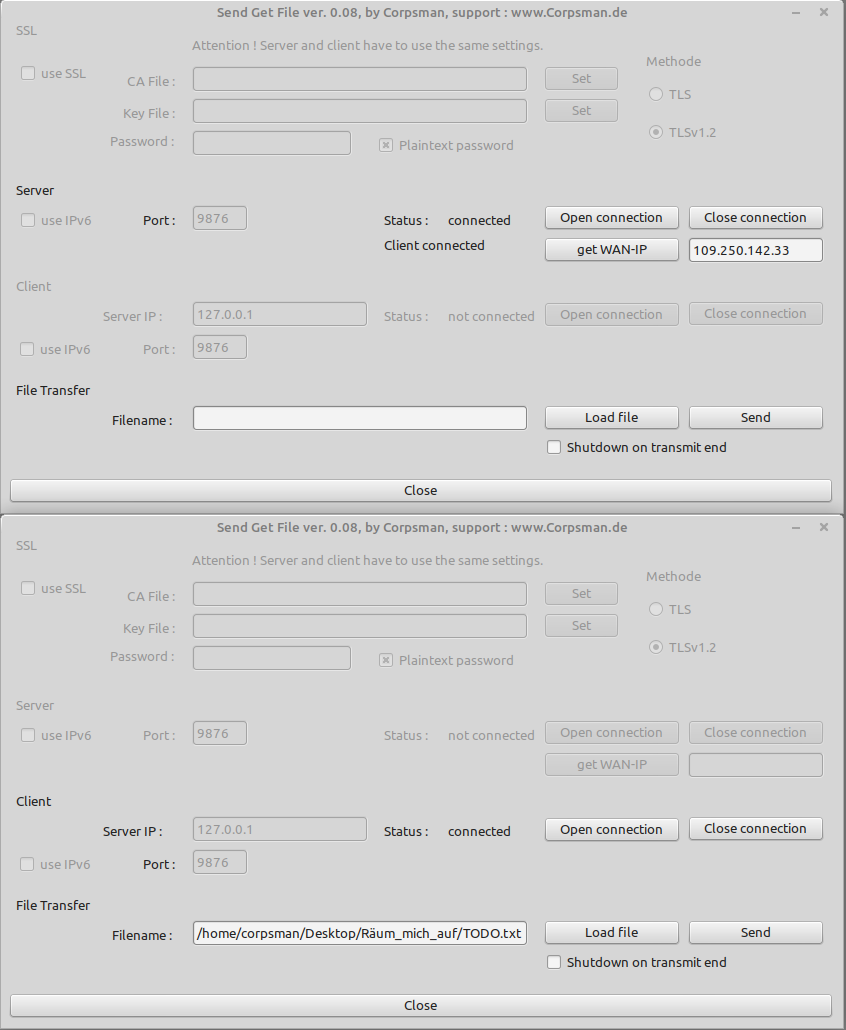 Send Get File ver. 0.08, by Corpsman, support : www.Corpsman.de
SSL
Attention ! Server and client have to use the same settings.
Methode
use SSL
CA File :
Set
TLS
Key File :
Set
TLSv1.2
Password :
Plaintext password
Server
use IPv6
Port :
9876
Status :
connected
Open connection
Close connection
Client connected
get WAN-IP
109.250.142.33
Client
Server IP :
127.0.0.1
Status :
not connected
Open connection
Close connection
use IPv6
Port :
9876
File Transfer
Filename :
Load file
Send
Shutdown on transmit end
Close
Send Get File ver. 0.08, by Corpsman, support : www.Corpsman.de
SSL
Attention ! Server and client have to use the same settings.
Methode
use SSL
CA File :
Set
TLS
Key File :
Set
TLSv1.2
Password :
Plaintext password
Server
use IPv6
Port :
9876
Status :
not connected
Open connection
Close connection
get WAN-IP
Client
Server IP :
127.0.0.1
Status :
connected
Open connection
Close connection
use IPv6
Port :
9876
File Transfer
Filename :
/home/corpsman/Desktop/Räum_mich_auf/TODO.txt
Load file
Send
Shutdown on transmit end
Close